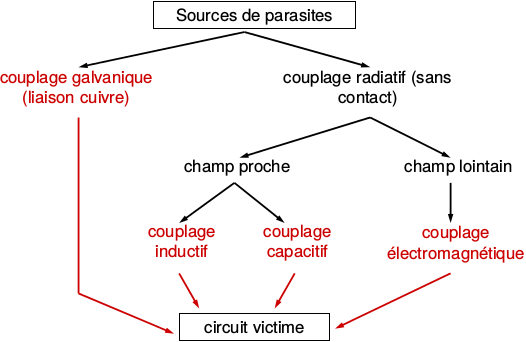 Sources de parasites
couplage galvanique
(liaison cuivre)
couplage radiatif (sans
contact)
champ proche
champ lointain
couplage
inductif
couplage
capacitif
couplage
électromagnétique
circuit victime